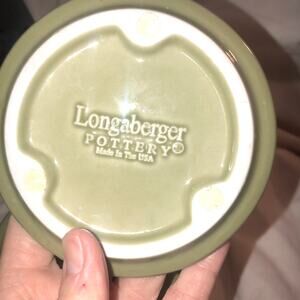 Longaberger
POTTERY®
Made In The USA